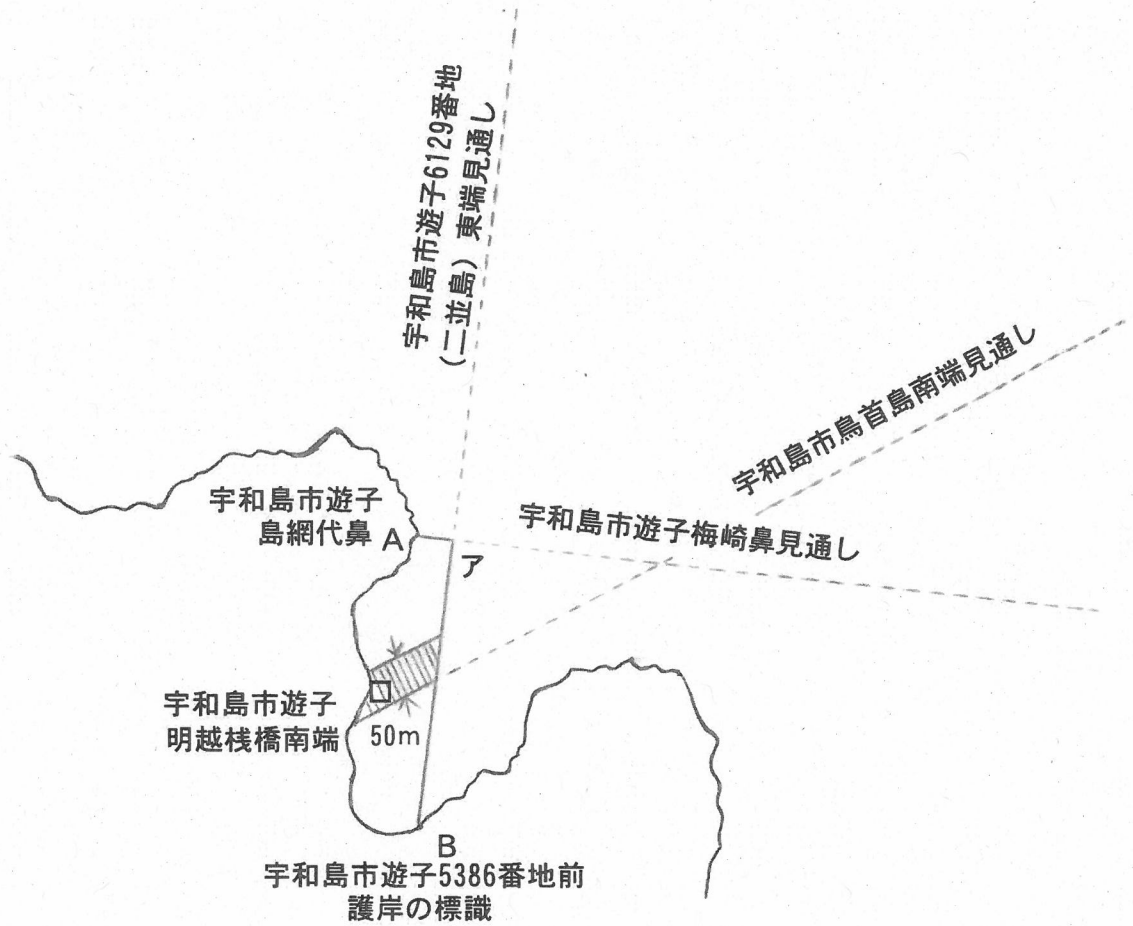 宇和島市遊子6129番地
(二並島) 東端見通し
宇和島市鳥首島南端見通し
宇和島市遊子
島網代鼻
A
ア
宇和島市遊子梅崎鼻見通し
宇和島市遊子
明越桟橋南端
50m
B
宇和島市遊子5386番地前
護岸の標識